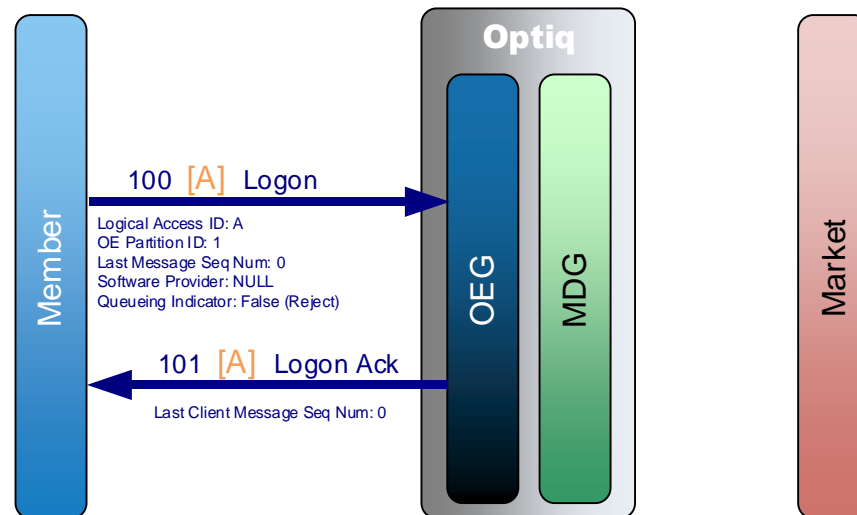 Optiq
Member
100 [A] Logon
Logical Access ID: A
OE Partition ID: 1
Last Message Seq Num: 0
Software Provider: NULL
Queueing Indicator: False (Reject)
101 [A] Logon Ack
Last Client Message Seq Num: 0
OEG
MDG
Market